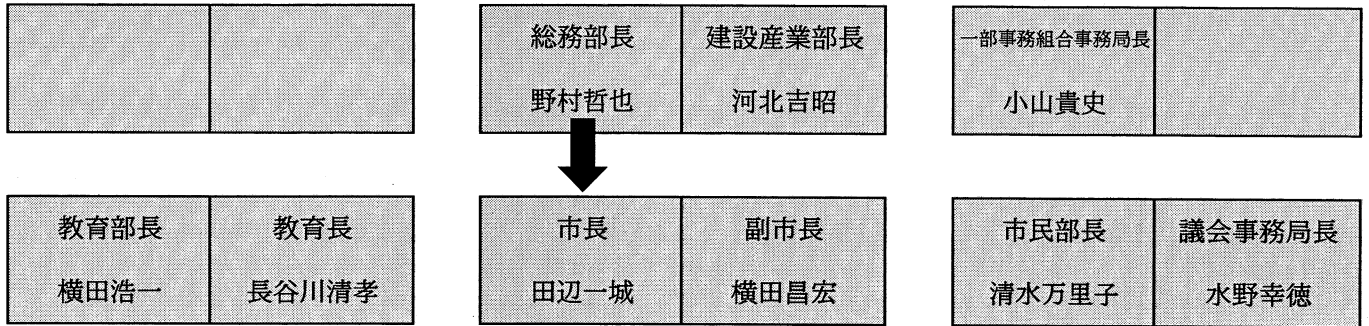 総務部長 建設産業部長 一部事務組合事務局長
野村哲也 河北吉昭 小山貴史
教育部長 教育長 市長 副市長 市民部長 議会事務局長
横田浩一 長谷川清孝 田辺一城 横田昌宏 清水万里子 水野幸徳